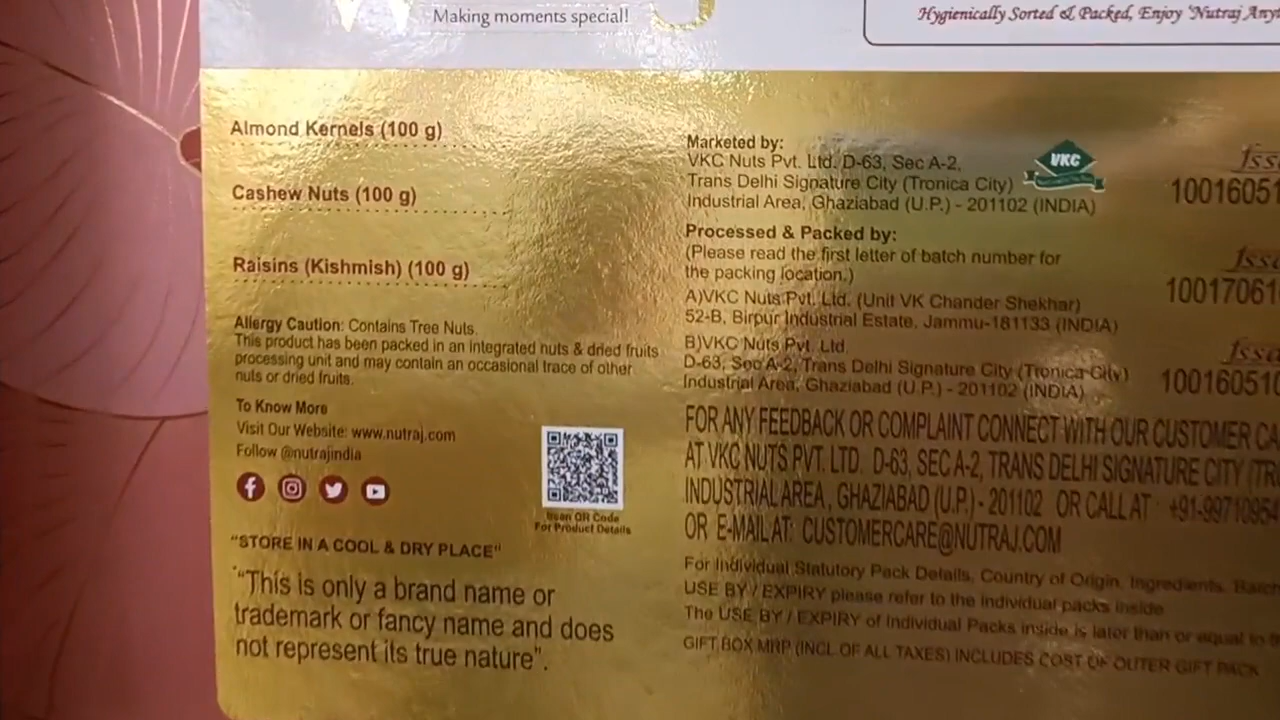 Making moments special!
Hygienically Sorted & Packed, Enjoy 'Nutraj
Almond Kernels (100 g)
Cashew Nuts (100 g)
Raisins (Kishmish) (100 g)
Allergy Caution: Contains Tree Nuts.
This product has been packed in an integrated nuts & dried fruits
processing unit and may contain an occasional trace of other
nuts or dried fruits.
To Know More
Visit Our Website: www.nutraj.com
Follow @nutrajindia
Scan QR Code
For Product Details
"STORE IN A COOL & DRY PLACE"
"This is only a brand name or
trademark or fancy name and does
not represent its true nature".
Marketed by:
VKC Nuts Pvt. Ltd. D-63, Sec A-2,
Trans Delhi Signature City (Tronica City)
Industrial Area, Ghaziabad (U.P.) - 201102 (INDIA)
VKC
Processed & Packed by:
(Please read the first letter of batch number for
the packing location.)
A)VKC Nuts Pvt. Ltd. (Unit VK Chander Shekhar)
52-B, Birpur Industrial Estate, Jammu-181133 (INDIA)
B)VKC Nuts Pvt. Ltd.
D-63, Sec A-2, Trans Delhi Signature City (Tronica City)
Industrial Area, Ghaziabad (U.P.) - 201102 (INDIA)
FOR ANY FEEDBACK OR COMPLAINT CONNECT WITH OUR CUSTOMER
AT VKC NUTS PVT. LTD. D-63, SEC A-2, TRANS DELHI SIGNATURE CITY
INDUSTRIAL AREA, GHAZIABAD (U.P.) - 201102 OR CALL AT : +91-99710954
OR E-MAIL AT: CUSTOMERCARE@NUTRAJ.COM
For Individual Statutory Pack Details, Country of Origin, Ingredients,
USE BY / EXPIRY please refer to the individual packs inside
The USE BY / EXPIRY of Individual Packs inside is later than or equal to
GIFT BOX MRP (INCL OF ALL TAXES) INCLUDES COST OF OUTER GIFT PACK